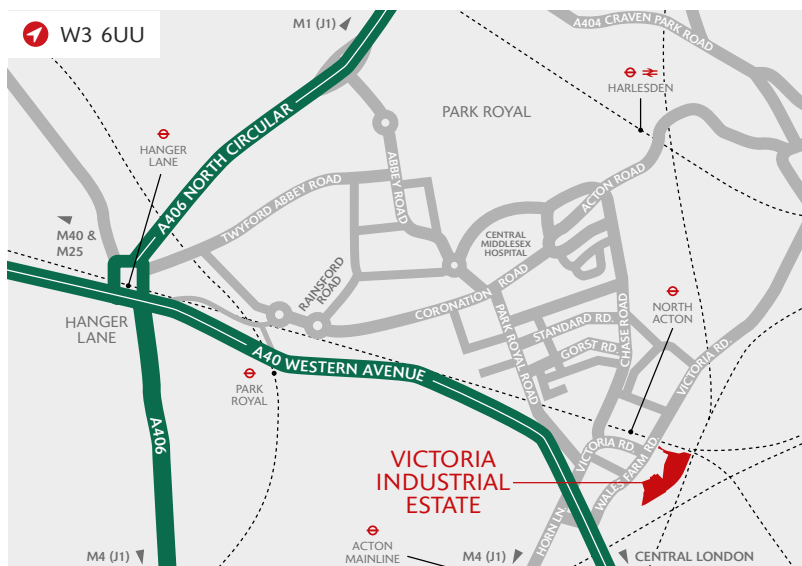 W3 6UU
M1 (J1)
A404 CRAVEN PARK ROAD
HARLESDEN
PARK ROYAL
HANGER
LANE
A406 NORTH CIRCULAR
ABBEY ROAD
ACTON ROAD
TWYFORD ABBEY ROAD
M40 &
M25
CENTRAL
MIDDLESEX
HOSPITAL
RAINSFORD
ROAD
CORONATION ROAD
NORTH
ACTON
HANGER
LANE
PARK ROYAL ROAD
STANDARD RD.
GORST RD.
CHASE ROAD
VICTORIA RD.
A40 WESTERN AVENUE
PARK
ROYAL
A406
VICTORIA
INDUSTRIAL
ESTATE
VICTORIA RD
WALES FARM RD.
HORN LN.
ACTON
MAINLINE
M4 (J1)
M4 (J1)
CENTRAL LONDON